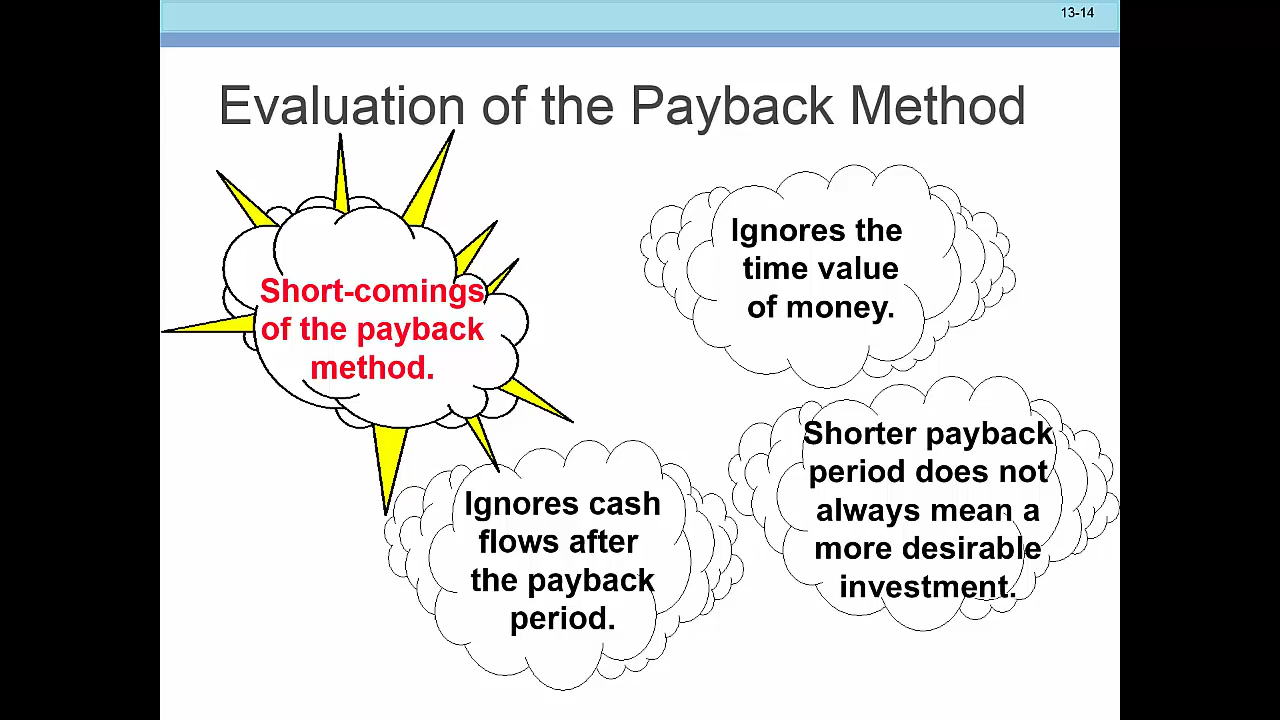 13-14
Evaluation of the Payback Method
Short-comings
of the payback
method.
Ignores the
time value
of money.
Ignores cash
flows after
the payback
period.
Shorter payback
period does not
always mean a
more desirable
investment.